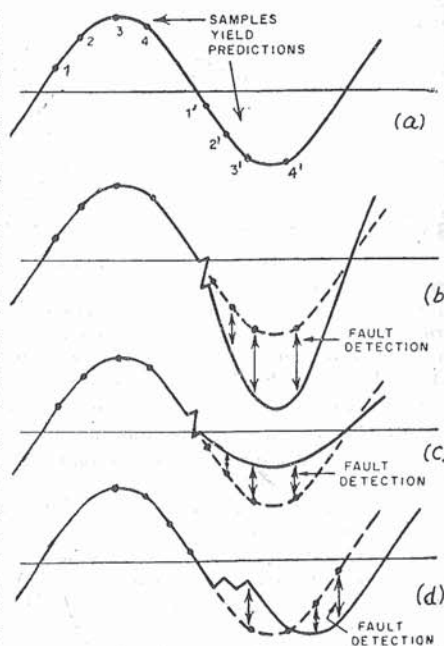 SAMPLES
YIELD
PREDICTIONS
1
2
3
4
1'
2'
3'
4'
(a)
(b
FAULT
DETECTION
(c)
FAULT
DETECTION
(d)
FAULT
DETECTION